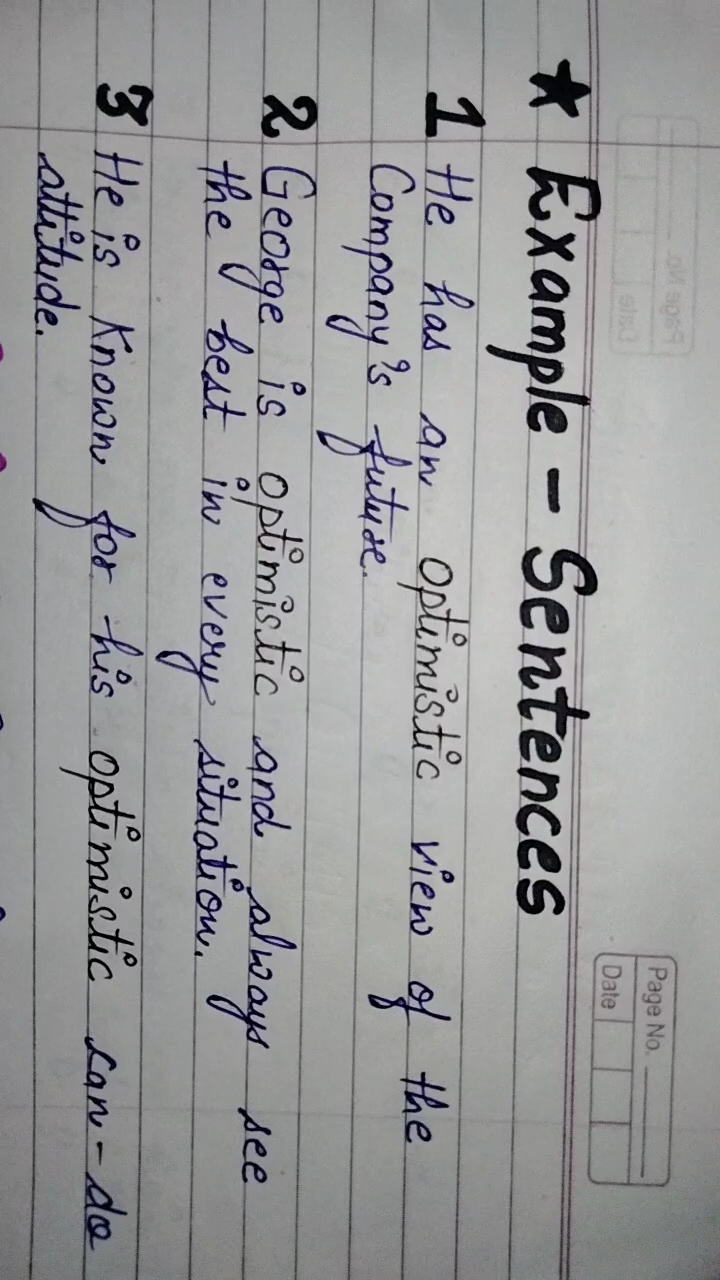 Page No.
Date
★ Example - Sentences
1 He has an optimistic view of the
Company's future.
2 George is optimistic and always see
the best in every situation.
3 He is Known for his optimistic can-do
attitude.